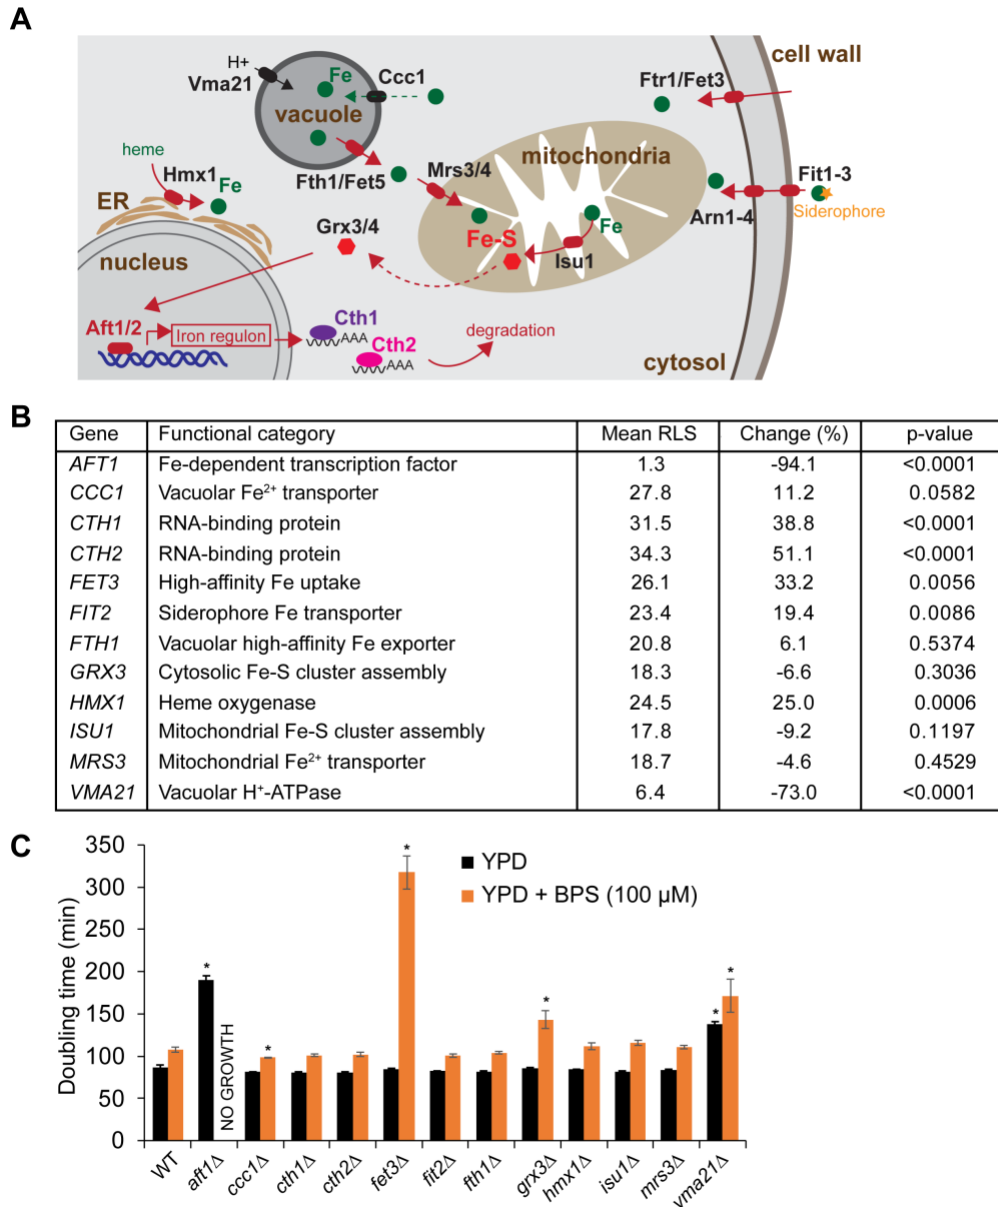 A
H+
Vma21
Fe
Ccc1
vacuole
Ftr1/Fet3
cell wall
heme
Hmx1
Fe
ER
Fth1/Fet5
Mrs3/4
mitochondria
Fit1-3
Siderophore
Arn1-4
Fe
Fe-S
Isu1
Grx3/4
nucleus
Aft1/2
Iron regulon
Cth1
AAA
Cth2
AAA
degradation
cytosol
B
Gene Functional category Mean RLS Change (%) p-value
AFT1 Fe-dependent transcription factor 1.3 -94.1 <0.0001
CCC1 Vacuolar Fe²⁺ transporter 27.8 11.2 0.0582
CTH1 RNA-binding protein 31.5 38.8 <0.0001
CTH2 RNA-binding protein 34.3 51.1 <0.0001
FET3 High-affinity Fe uptake 26.1 33.2 0.0056
FIT2 Siderophore Fe transporter 23.4 19.4 0.0086
FTH1 Vacuolar high-affinity Fe exporter 20.8 6.1 0.5374
GRX3 Cytosolic Fe-S cluster assembly 18.3 -6.6 0.3036
HMX1 Heme oxygenase 24.5 25.0 0.0006
ISU1 Mitochondrial Fe-S cluster assembly 17.8 -9.2 0.1197
MRS3 Mitochondrial Fe²⁺ transporter 18.7 -4.6 0.4529
VMA21 Vacuolar H⁺-ATPase 6.4 -73.0 <0.0001
C
Doubling time (min)
350
300
250
200
150
100
50
0
YPD
YPD + BPS (100 µM)
* * * * * *
NO GROWTH
WT aft1Δ ccc1Δ cth1Δ cth2Δ fet3Δ fit2Δ fth1Δ grx3Δ hmx1Δ isu1Δ mrs3Δ vma21Δ